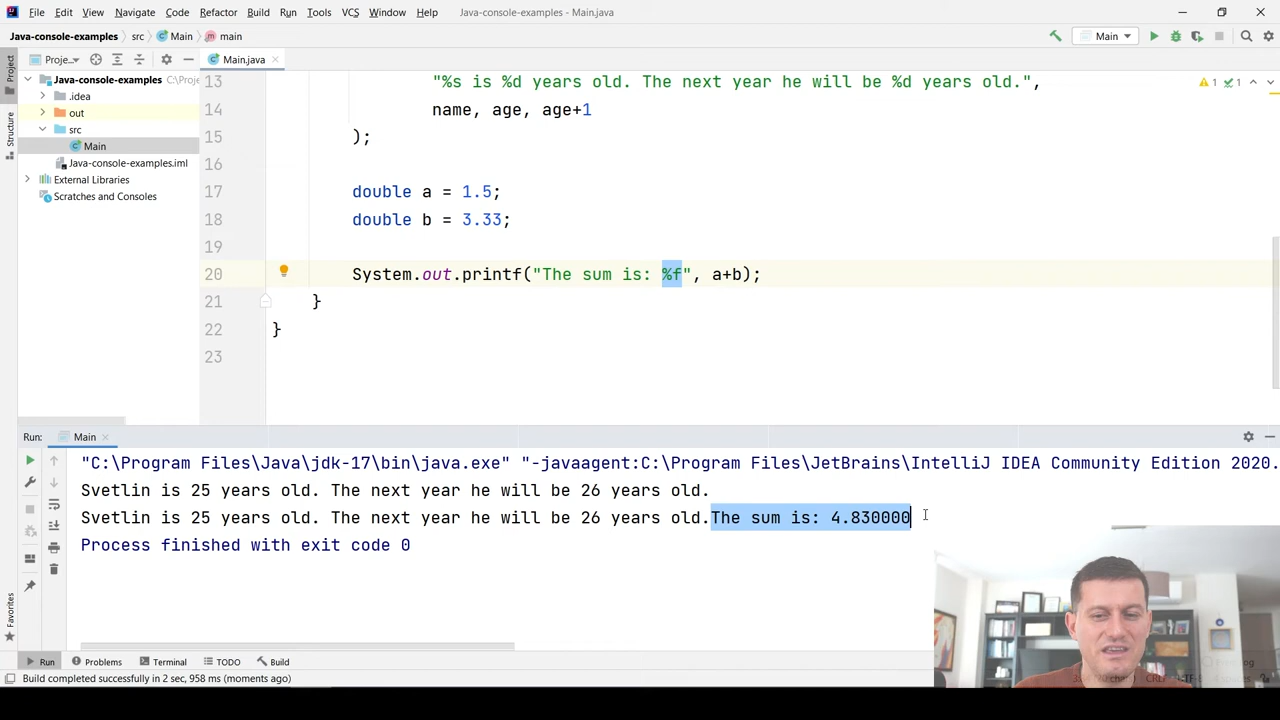 File Edit View Navigate Code Refactor Build Run Tools VCS Window Help Java-console-examples - Main.java
Java-console-examples src Main main Main
Project
Proje... Main.java
Java-console-examples C:\Proje
.idea
out
src
Main
Java-console-examples.iml
External Libraries
Scratches and Consoles
Structure
13 "%s is %d years old. The next year he will be %d years old.", 1 1
14 name, age, age+1
15 );
16
17 double a = 1.5;
18 double b = 3.33;
19
20 System.out.printf("The sum is: %f", a+b);
21 }
22 }
23
Run: Main
"C:\Program Files\Java\jdk-17\bin\java.exe" "-javaagent:C:\Program Files\JetBrains\IntelliJ IDEA Community Edition 2020.
Svetlin is 25 years old. The next year he will be 26 years old.
Svetlin is 25 years old. The next year he will be 26 years old.The sum is: 4.830000
Process finished with exit code 0
Favorites
Run Problems Terminal TODO Build
Build completed successfully in 2 sec, 958 ms (moments ago)